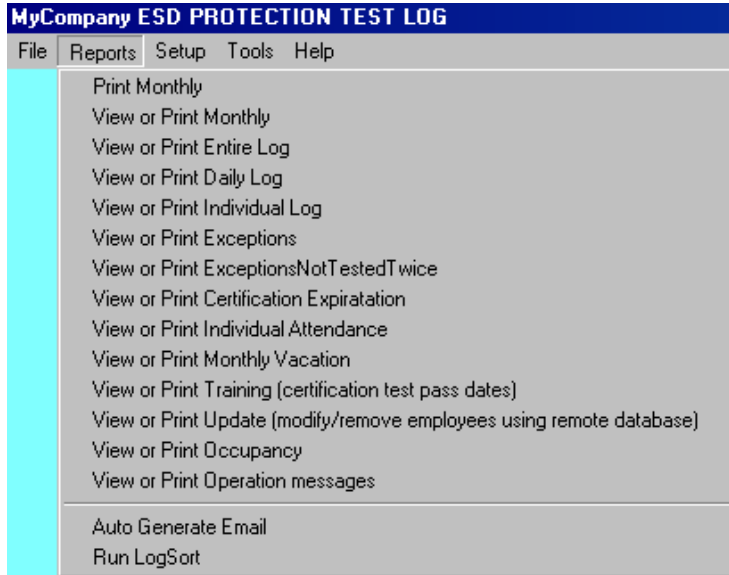 MyCompany ESD PROTECTION TEST LOG
File Reports Setup Tools Help
Print Monthly
View or Print Monthly
View or Print Entire Log
View or Print Daily Log
View or Print Individual Log
View or Print Exceptions
View or Print ExceptionsNotTestedTwice
View or Print Certification Expiratation
View or Print Individual Attendance
View or Print Monthly Vacation
View or Print Training (certification test pass dates)
View or Print Update (modify/remove employees using remote database)
View or Print Occupancy
View or Print Operation messages
Auto Generate Email
Run LogSort